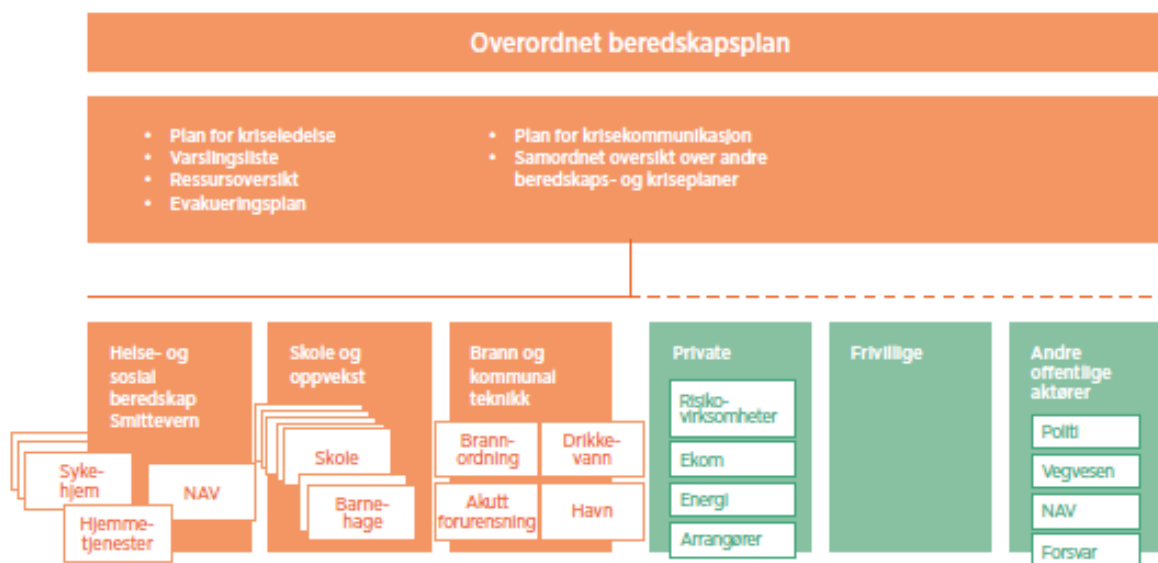 Overordnet beredskapsplan
• Plan for kriseledelse
• Varslingsliste
• Ressursoversikt
• Evakueringsplan
• Plan for krisekommunikasjon
• Samordnet oversikt over andre
beredskaps- og kriseplaner
Helse- og
sosial
beredskap
Smittevern
Syke-
hjem
NAV
Hjemme-
tjenester
Skole og
oppvekst
Skole
Barne-
hage
Brann og
kommunal
teknikk
Brann-
ordning
Drikke-
vann
Akutt
forurensning
Havn
Private
Risiko-
virksomheter
Ekom
Energi
Arrangører
Frivillige
Andre
offentlige
aktører
Politi
Vegvesen
NAV
Forsvar